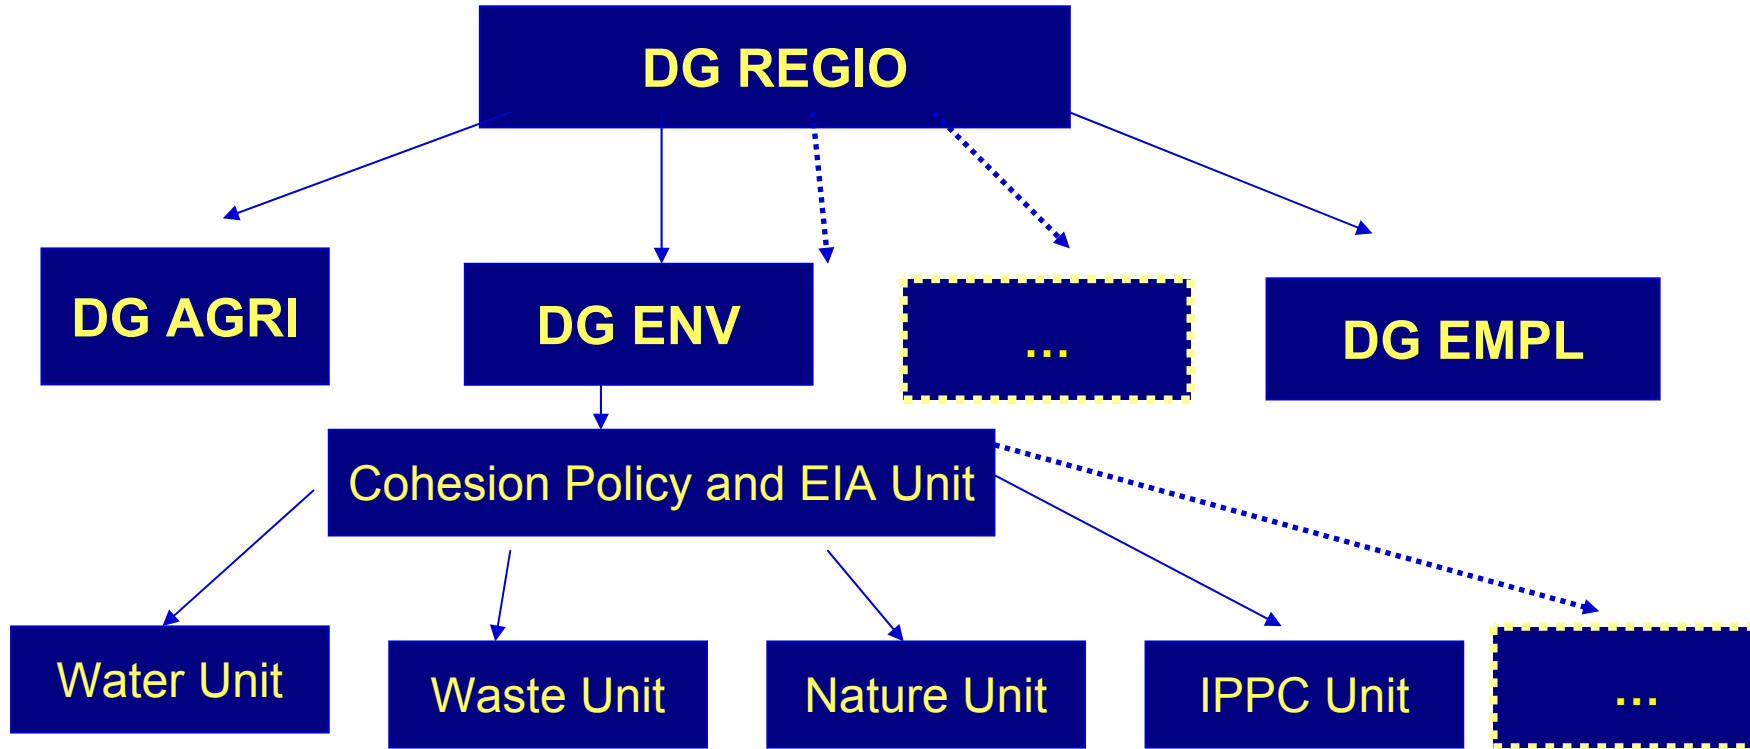 DG REGIO
DG AGRI
DG ENV
...
DG EMPL
Cohesion Policy and EIA Unit
Water Unit
Waste Unit
Nature Unit
IPPC Unit
...